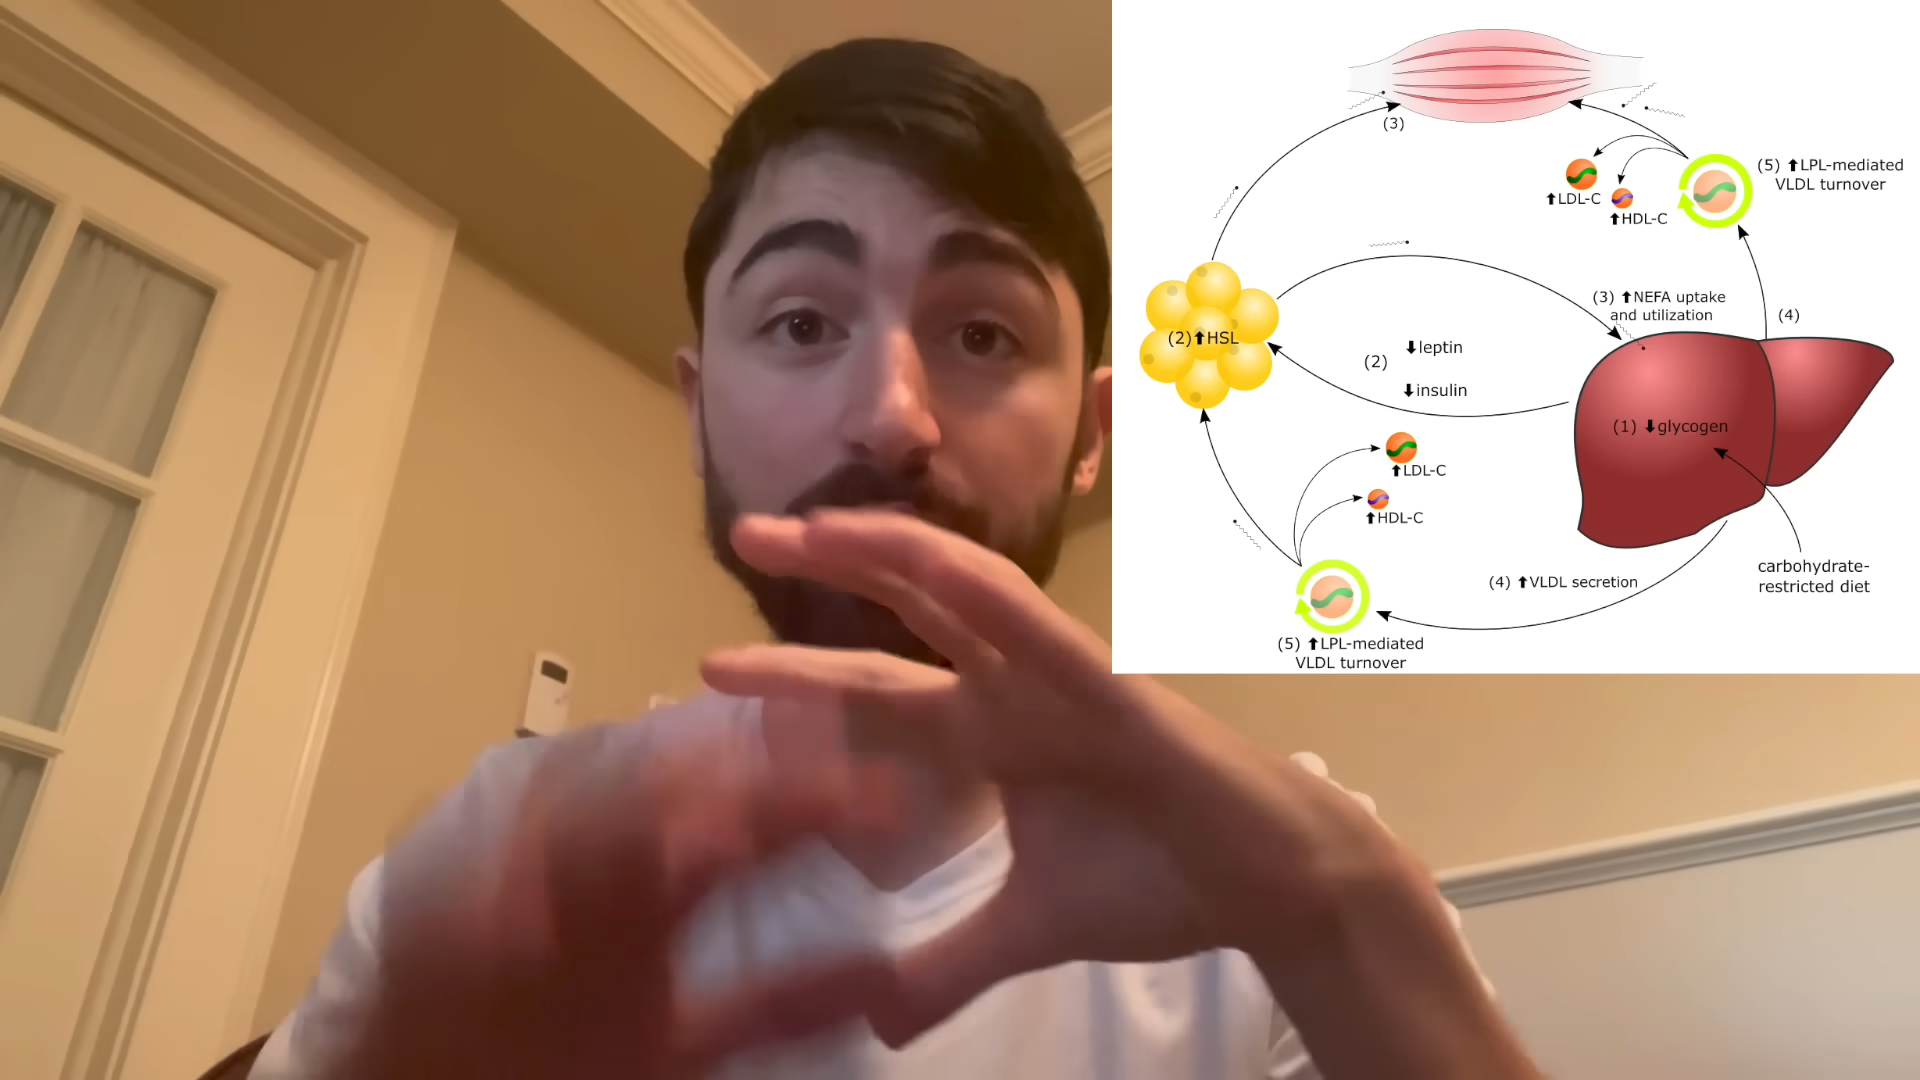 (3)
(5) ⬆LPL-mediated
VLDL turnover
⬆LDL-C
⬆HDL-C
(3) ⬆NEFA uptake
and utilization
(4)
(2)⬆HSL
(2)
⬇leptin
⬇insulin
(1) ⬇glycogen
⬆LDL-C
⬆HDL-C
carbohydrate-
restricted diet
(4) ⬆VLDL secretion
(5) ⬆LPL-mediated
VLDL turnover